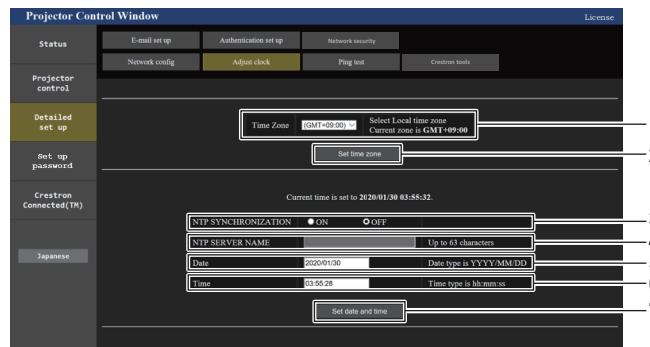 Projector Control Window
License
Status
E-mail set up
Authentication set up
Network security
Network config
Adjust clock
Ping test
Crestron tools
Projector
control
Detailed
set up
Time Zone
(GMT+09:00)
Select Local time zone
Current zone is GMT+09:00
Set time zone
Set up
password
Crestron
Connected(TM)
Current time is set to 2020/01/30 03:55:32.
NTP SYNCHRONIZATION ON OFF
NTP SERVER NAME Up to 63 characters
Japanese
Date 2020/01/30 Date type is YYYY/MM/DD
Time 03:55:28 Time type is hh:mm:ss
Set date and time